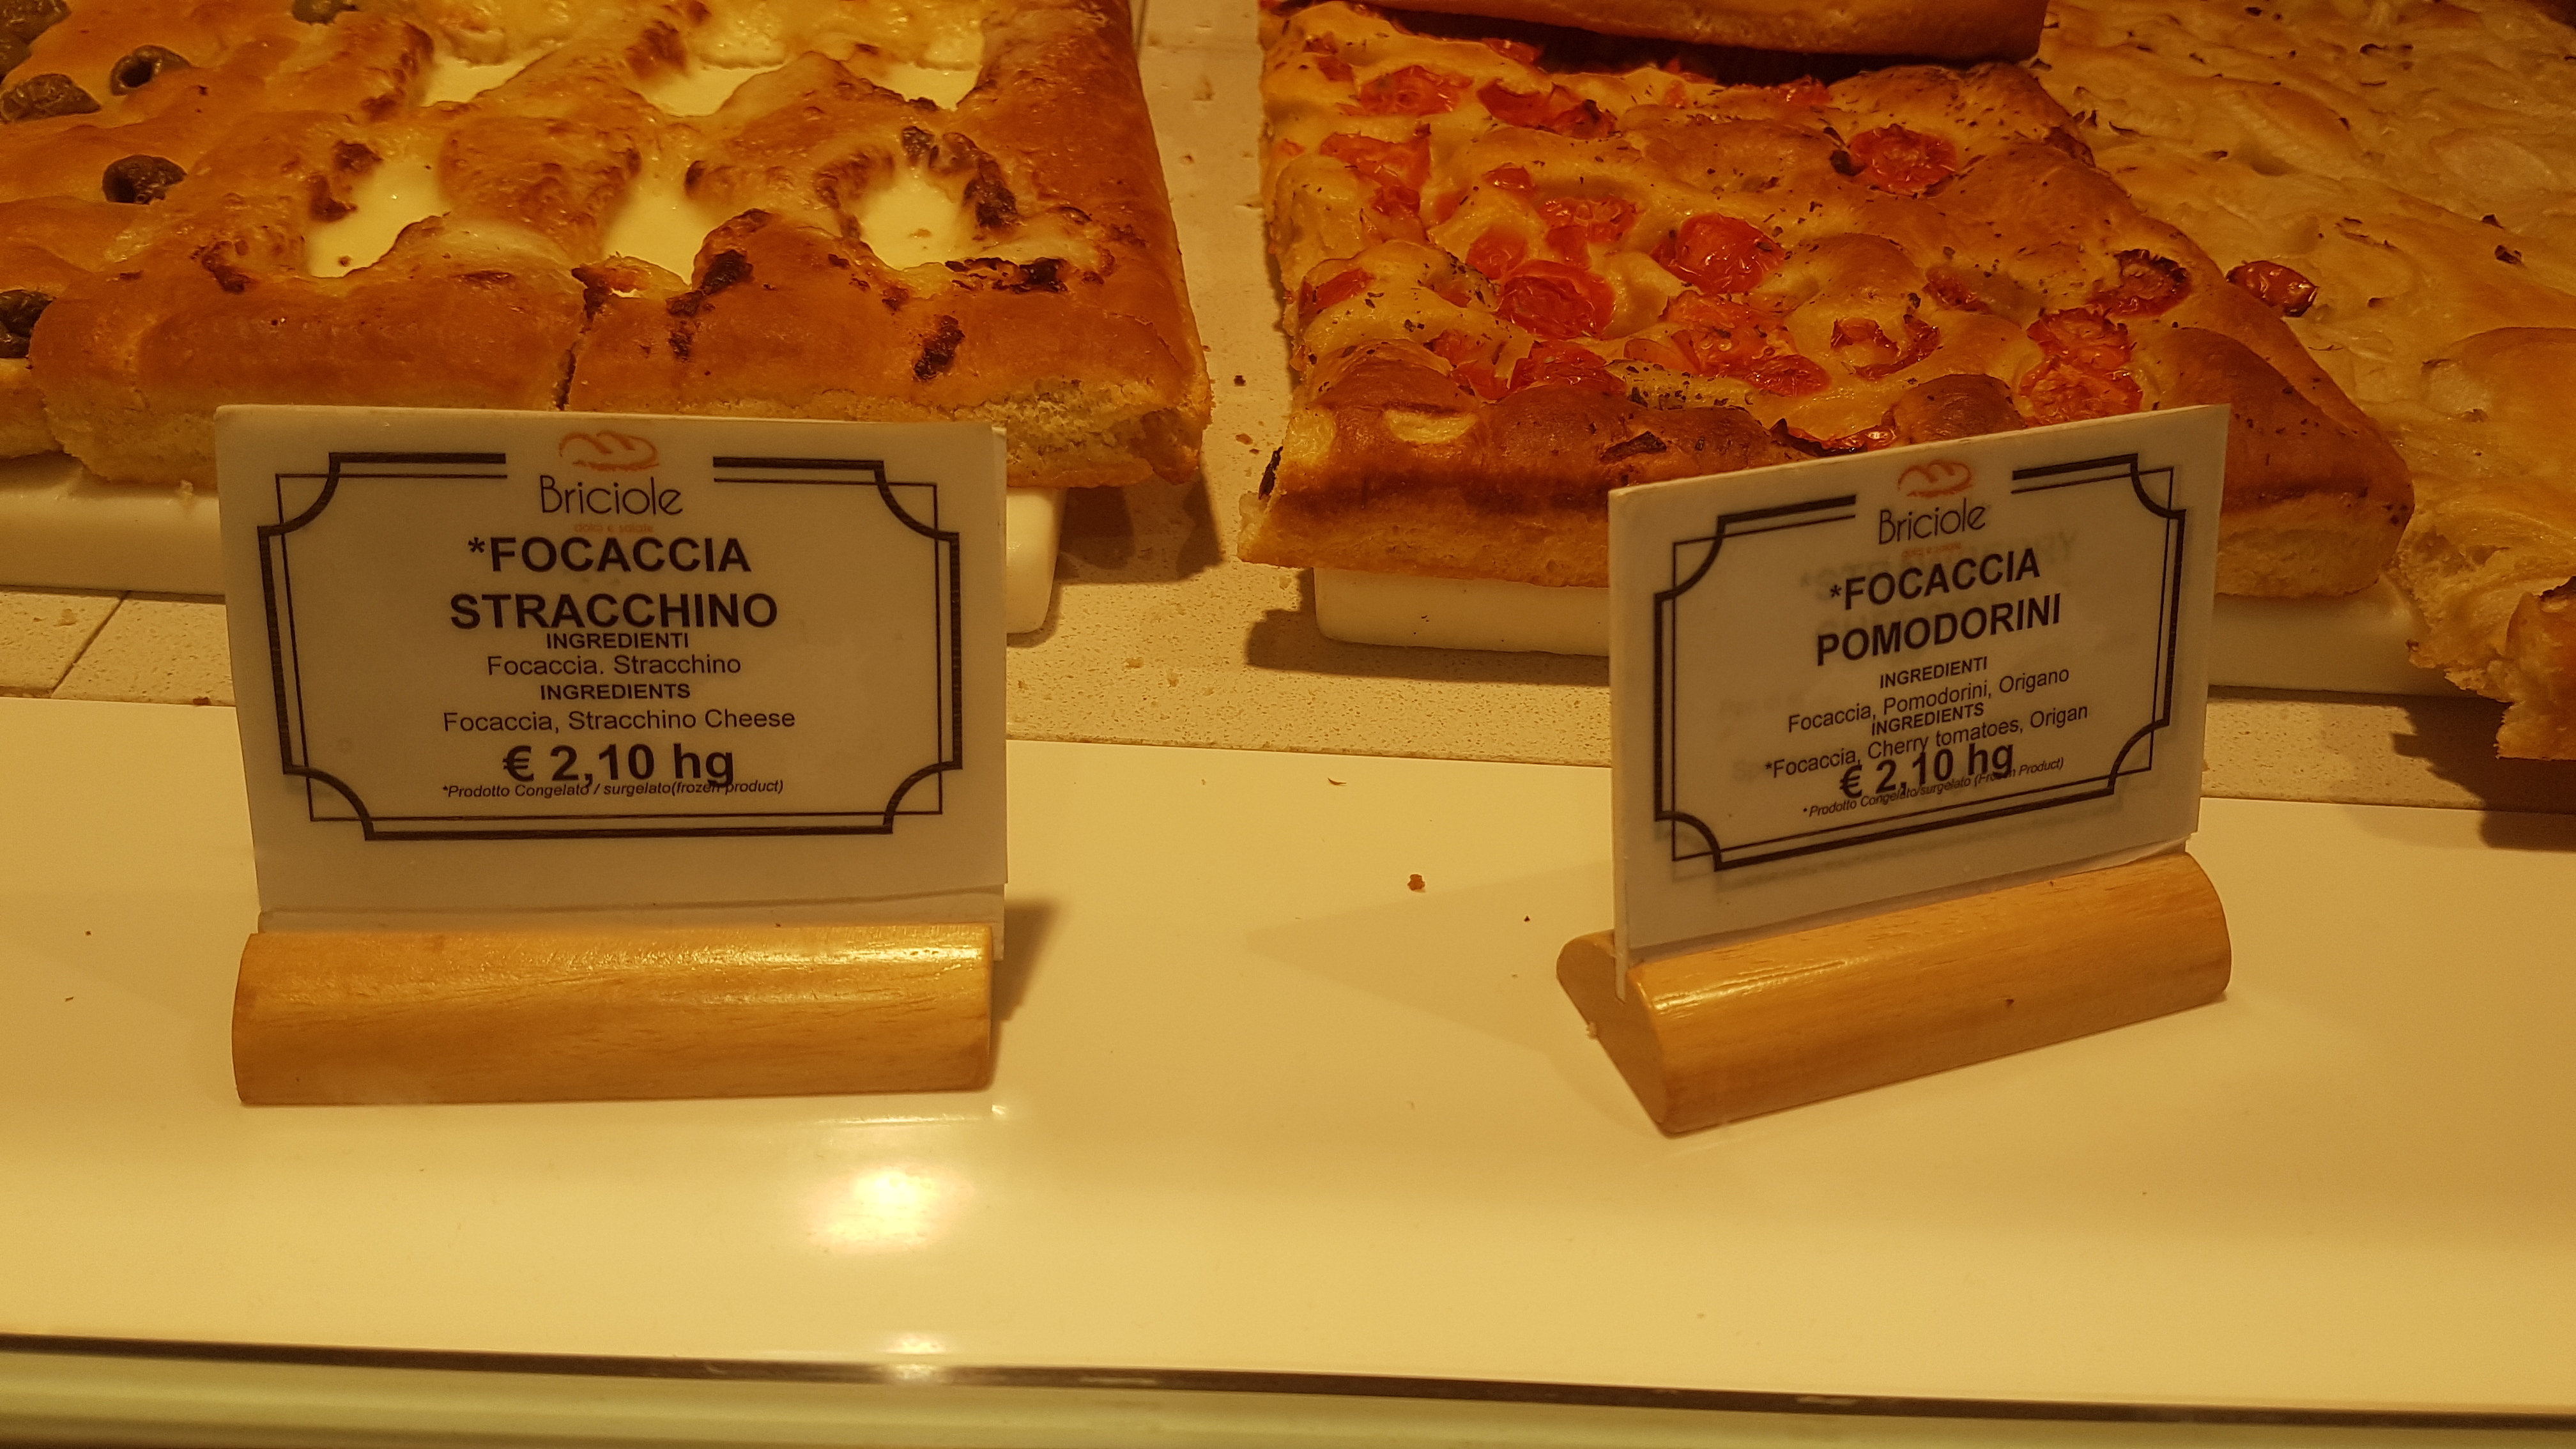 Briciole
dolci e salate
*FOCACCIA
STRACCHINO
INGREDIENTI
Focaccia. Stracchino
INGREDIENTS
Focaccia, Stracchino Cheese
€ 2,10 hg
*Prodotto Congelato / surgelato(frozen product)
Briciole
*FOCACCIA
POMODORINI
INGREDIENTI
Focaccia, Pomodorini, Origano
INGREDIENTS
*Focaccia, Cherry tomatoes, Origan
€ 2,10 hg
* Prodotto Congelato/surgelato (Frozen Product)